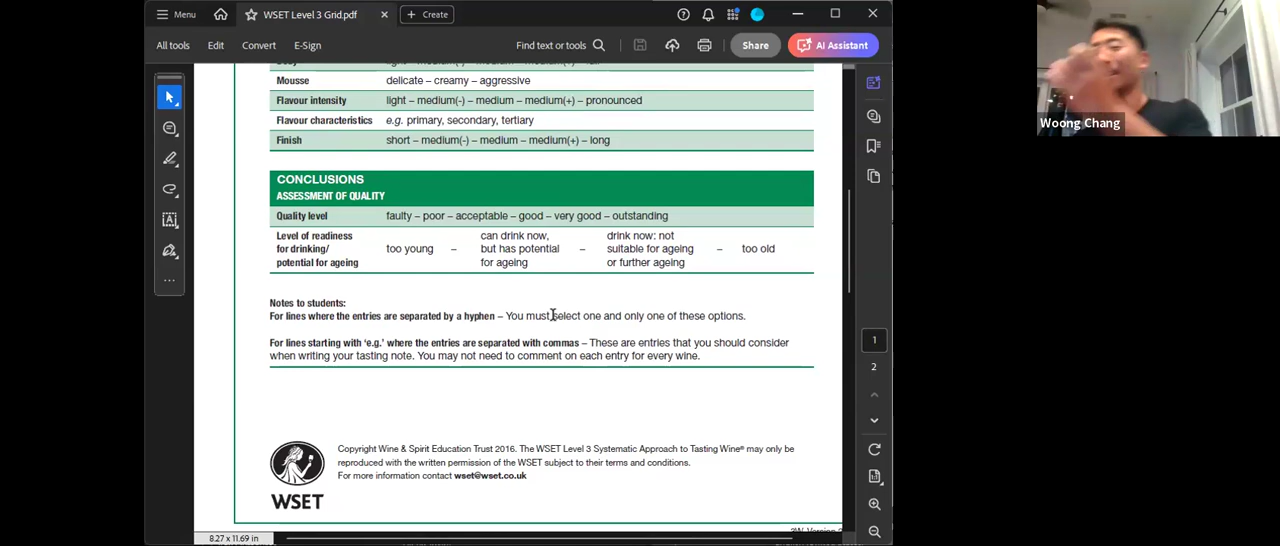 Menu
WSET Level 3 Grid.pdf
Create
All tools
Edit
Convert
E-Sign
Find text or tools
Share
AI Assistant
Mousse delicate – creamy – aggressive
Flavour intensity light – medium(-) – medium – medium(+) – pronounced
Flavour characteristics e.g. primary, secondary, tertiary
Finish short – medium(-) – medium – medium(+) – long
CONCLUSIONS
ASSESSMENT OF QUALITY
Quality level faulty – poor – acceptable – good – very good – outstanding
Level of readiness can drink now, drink now: not
for drinking/ too young – but has potential – suitable for ageing – too old
potential for ageing for ageing or further ageing
Notes to students:
For lines where the entries are separated by a hyphen – You must select one and only one of these options.
For lines starting with 'e.g.' where the entries are separated with commas – These are entries that you should consider
when writing your tasting note. You may not need to comment on each entry for every wine.
Copyright Wine & Spirit Education Trust 2016. The WSET Level 3 Systematic Approach to Tasting Wine® may only be
reproduced with the written permission of the WSET subject to their terms and conditions.
For more information contact wset@wset.co.uk
WSET
8.27 x 11.69 in
1
2
Woong Chang